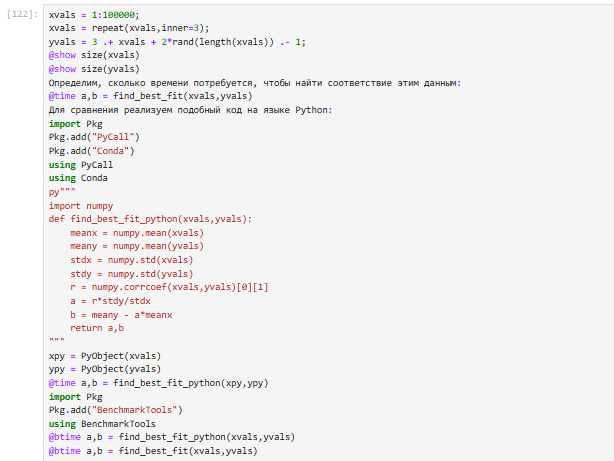 [122]: xvals = 1:100000;
xvals = repeat(xvals,inner=3);
yvals = 3 .+ xvals + 2*rand(length(xvals)) .- 1;
@show size(xvals)
@show size(yvals)
Определим, сколько времени потребуется, чтобы найти соответствие этим данным:
@time a,b = find_best_fit(xvals,yvals)
Для сравнения реализуем подобный код на языке Python:
import Pkg
Pkg.add("PyCall")
Pkg.add("Conda")
using PyCall
using Conda
py"""
import numpy
def find_best_fit_python(xvals,yvals):
    meanx = numpy.mean(xvals)
    meany = numpy.mean(yvals)
    stdx = numpy.std(xvals)
    stdy = numpy.std(yvals)
    r = numpy.corrcoef(xvals,yvals)[0][1]
    a = r*stdy/stdx
    b = meany - a*meanx
    return a,b
"""
xpy = PyObject(xvals)
ypy = PyObject(yvals)
@time a,b = find_best_fit_python(xpy,ypy)
import Pkg
Pkg.add("BenchmarkTools")
using BenchmarkTools
@btime a,b = find_best_fit_python(xvals,yvals)
@btime a,b = find_best_fit(xvals,yvals)